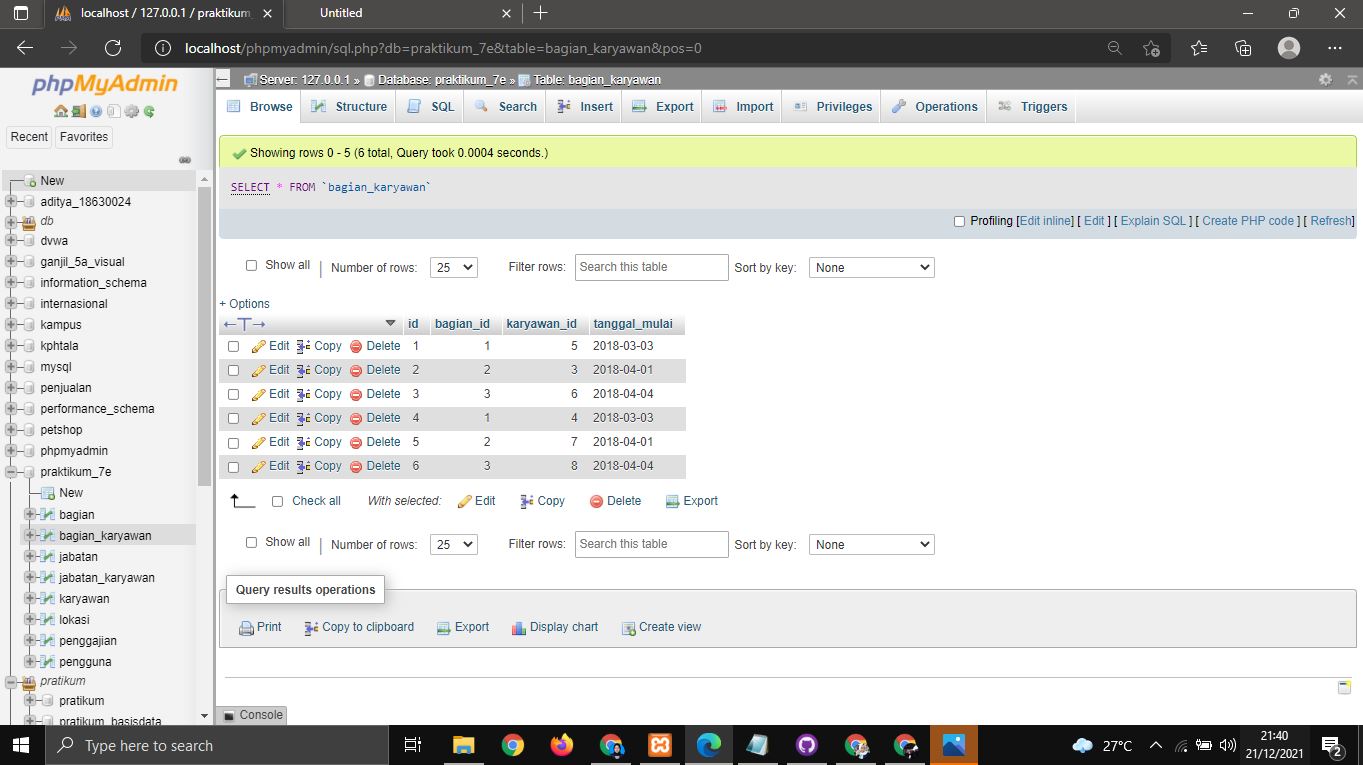 localhost / 127.0.0.1 / praktikum_
Untitled
localhost/phpmyadmin/sql.php?db=praktikum_7e&table=bagian_karyawan&pos=0
phpMyAdmin
Recent Favorites
New
aditya_18630024
db
dvwa
ganjil_5a_visual
information_schema
internasional
kampus
kphtala
mysql
penjualan
performance_schema
petshop
phpmyadmin
praktikum_7e
New
bagian
bagian_karyawan
jabatan
jabatan_karyawan
karyawan
lokasi
penggajian
pengguna
pratikum
pratikum
pratikum_basisdata
Server: 127.0.0.1 » Database: praktikum_7e » Table: bagian_karyawan
Browse Structure SQL Search Insert Export Import Privileges Operations Triggers
Showing rows 0 - 5 (6 total, Query took 0.0004 seconds.)
SELECT * FROM `bagian_karyawan`
Profiling [Edit inline] [ Edit ] [ Explain SQL ] [ Create PHP code ] [ Refresh]
Show all | Number of rows: 25 Filter rows: Search this table Sort by key: None
+ Options
←T→ id bagian_id karyawan_id tanggal_mulai
Edit Copy Delete 1 1 5 2018-03-03
Edit Copy Delete 2 2 3 2018-04-01
Edit Copy Delete 3 3 6 2018-04-04
Edit Copy Delete 4 1 4 2018-03-03
Edit Copy Delete 5 2 7 2018-04-01
Edit Copy Delete 6 3 8 2018-04-04
Check all With selected: Edit Copy Delete Export
Show all | Number of rows: 25 Filter rows: Search this table Sort by key: None
Query results operations
Print Copy to clipboard Export Display chart Create view
Console
Type here to search
27°C
21:40
21/12/2021
2